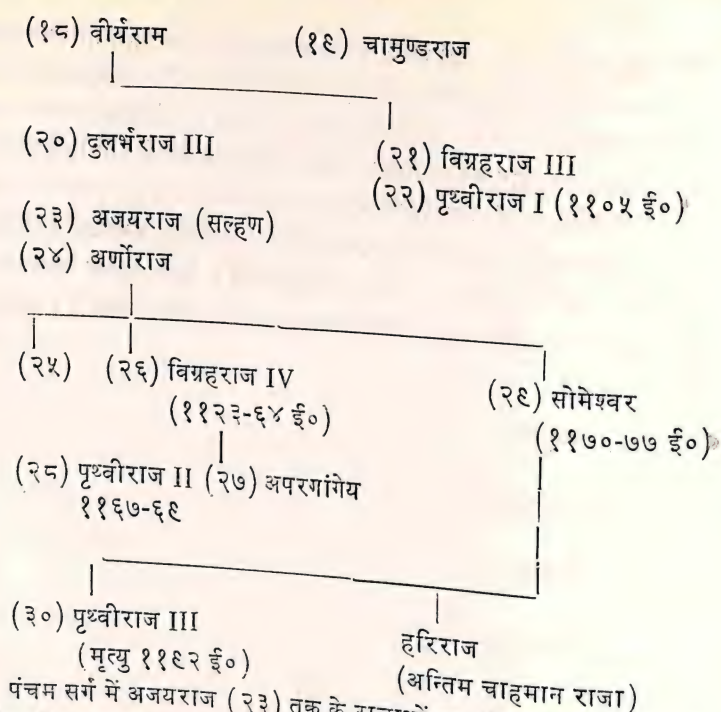 (१८) वीर्यराम (१९) चामुण्डराज
(२०) दुलर्भराज III (२१) विग्रहराज III
(२२) पृथ्वीराज I (११०५ ई०)
(२३) अजयराज (सल्हण)
(२४) अर्णोराज
(२५) (२६) विग्रहराज IV (२९) सोमेश्वर
(११२३-६४ ई०) (११७०-७७ ई०)
(२८) पृथ्वीराज II (२७) अपरगांगेय
११६७-६९
(३०) पृथ्वीराज III हरिराज
(मृत्यु ११९२ ई०) (अन्तिम चाहमान राजा)
पंचम सर्ग में अजयराज (२३) तक के